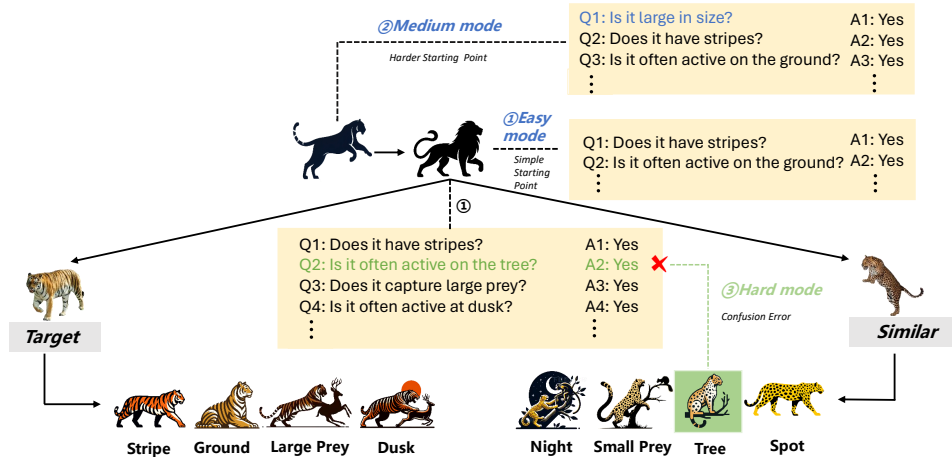 ②Medium mode
Harder Starting Point
Q1: Is it large in size? A1: Yes
Q2: Does it have stripes? A2: Yes
Q3: Is it often active on the ground? A3: Yes
①Easy
mode
Simple
Starting
Point
Q1: Does it have stripes? A1: Yes
Q2: Is it often active on the ground? A2: Yes
①
Q1: Does it have stripes? A1: Yes
Q2: Is it often active on the tree? A2: Yes
Q3: Does it capture large prey? A3: Yes
Q4: Is it often active at dusk? A4: Yes
③Hard mode
Confusion Error
Target
Similar
Stripe
Ground
Large Prey
Dusk
Night
Small Prey
Tree
Spot